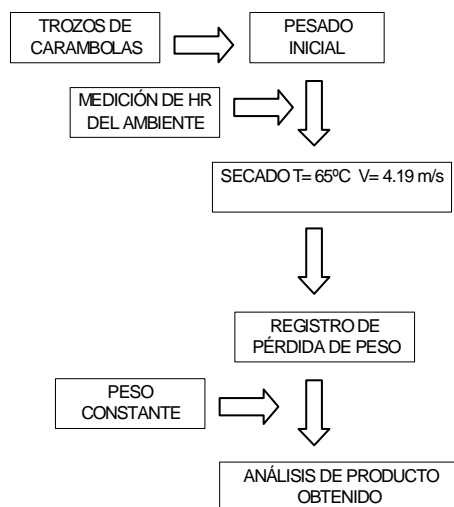 TROZOS DE
CARAMBOLAS
PESADO
INICIAL
MEDICIÓN DE HR
DEL AMBIENTE
SECADO T= 65ºC V= 4.19 m/s
REGISTRO DE
PÉRDIDA DE PESO
PESO
CONSTANTE
ANÁLISIS DE PRODUCTO
OBTENIDO